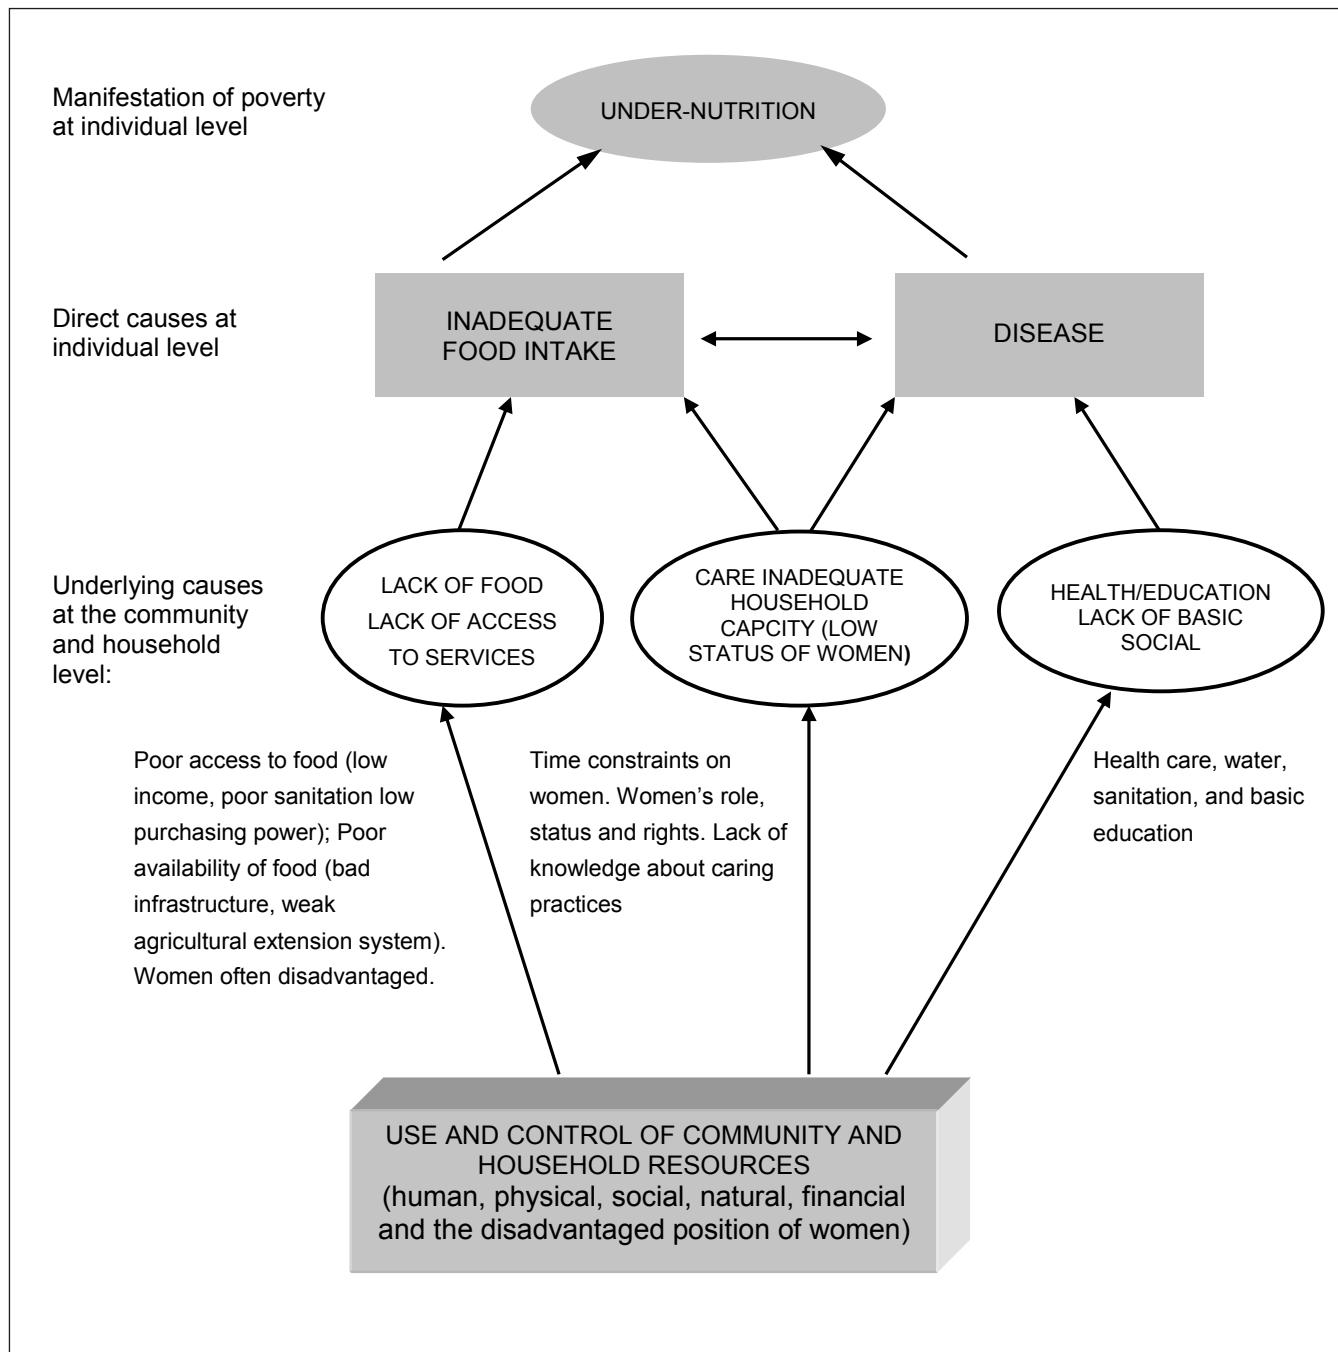 Manifestation of poverty
at individual level
UNDER-NUTRITION
Direct causes at
individual level
INADEQUATE
FOOD INTAKE
DISEASE
Underlying causes
at the community
and household
level:
LACK OF FOOD
LACK OF ACCESS
TO SERVICES
CARE INADEQUATE
HOUSEHOLD
CAPCITY (LOW
STATUS OF WOMEN)
HEALTH/EDUCATION
LACK OF BASIC
SOCIAL
Poor access to food (low
income, poor sanitation low
purchasing power); Poor
availability of food (bad
infrastructure, weak
agricultural extension system).
Women often disadvantaged.
Time constraints on
women. Women’s role,
status and rights. Lack of
knowledge about caring
practices
Health care, water,
sanitation, and basic
education
USE AND CONTROL OF COMMUNITY AND
HOUSEHOLD RESOURCES
(human, physical, social, natural, financial
and the disadvantaged position of women)